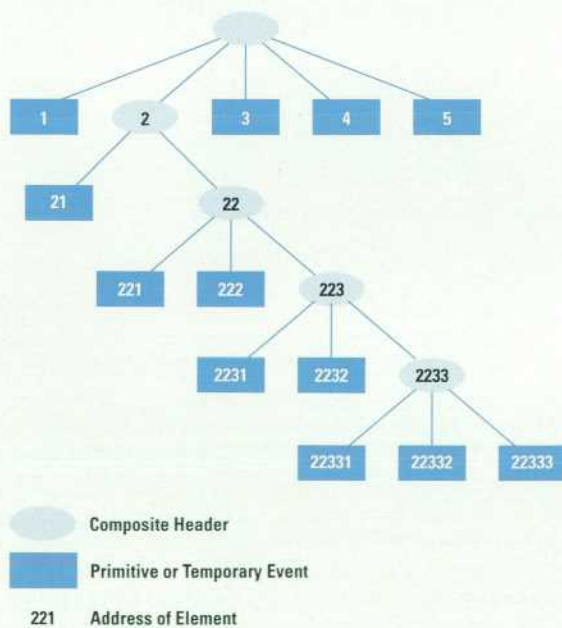 1 2 3 4 5
21 22
221 222 223
2231 2232 2233
22331 22332 22333
Composite Header
Primitive or Temporary Event
221 Address of Element